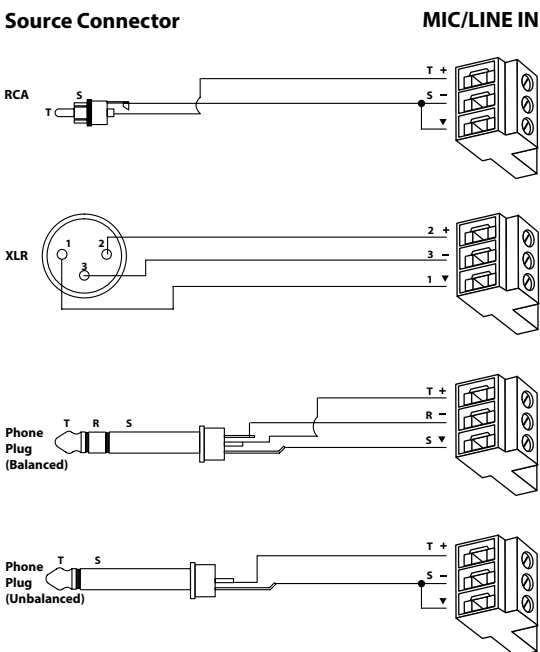 Source Connector
MIC/LINE IN
RCA
T
S
T +
S –
▼
XLR
1
2
3
2 +
3 –
1 ▼
Phone
Plug
(Balanced)
T R S
T +
R –
S ▼
Phone
Plug
(Unbalanced)
T S
T +
S –
▼